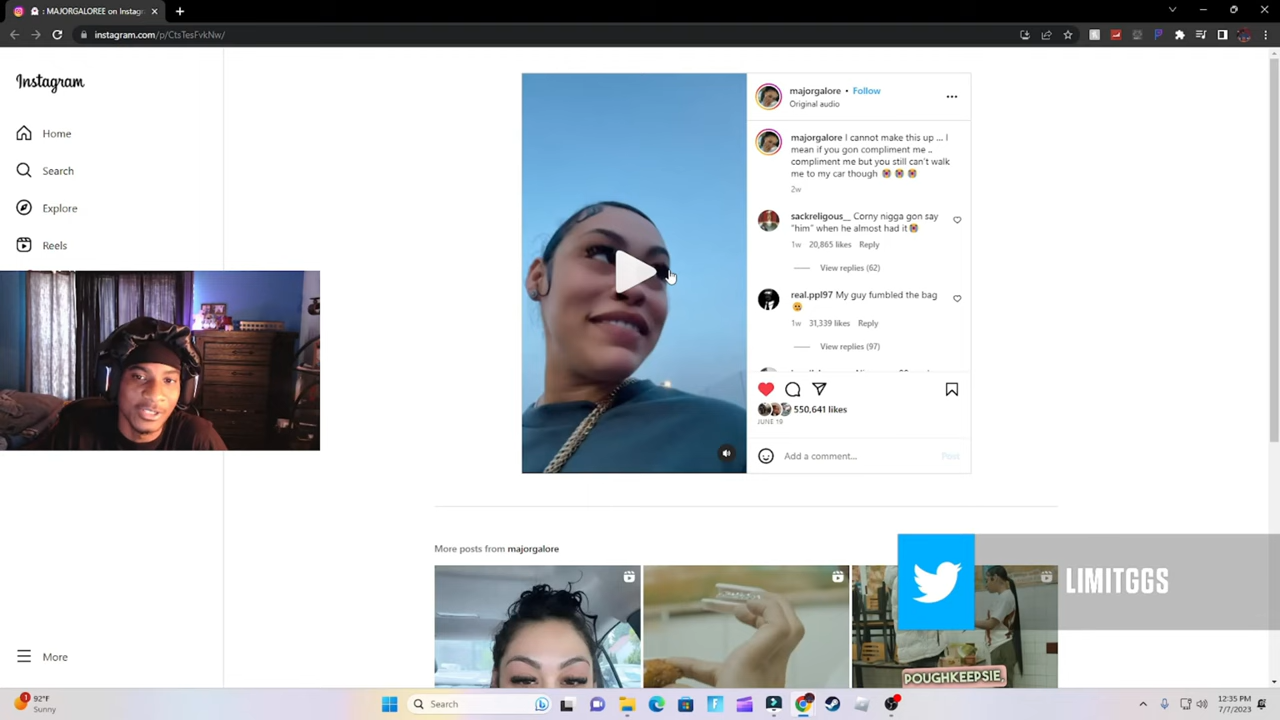 : MAJORGALOREE on Instagr
instagram.com/p/CtsTesFvkNw/
Instagram
Home
Search
Explore
Reels
More
majorgalore • Follow
Original audio
majorgalore I cannot make this up ... I
mean if you gon compliment me ..
compliment me but you still can't walk
me to my car though
2w
sackreligous__ Corny nigga gon say
"him" when he almost had it
1w 20,865 likes Reply
View replies (62)
real.ppl97 My guy fumbled the bag
1w 31,339 likes Reply
View replies (97)
550,641 likes
JUNE 19
Add a comment...
Post
More posts from majorgalore
POUGHKEEPSIE
LIMITGGS
1
92°F
Sunny
Search
12:35 PM
7/7/2023